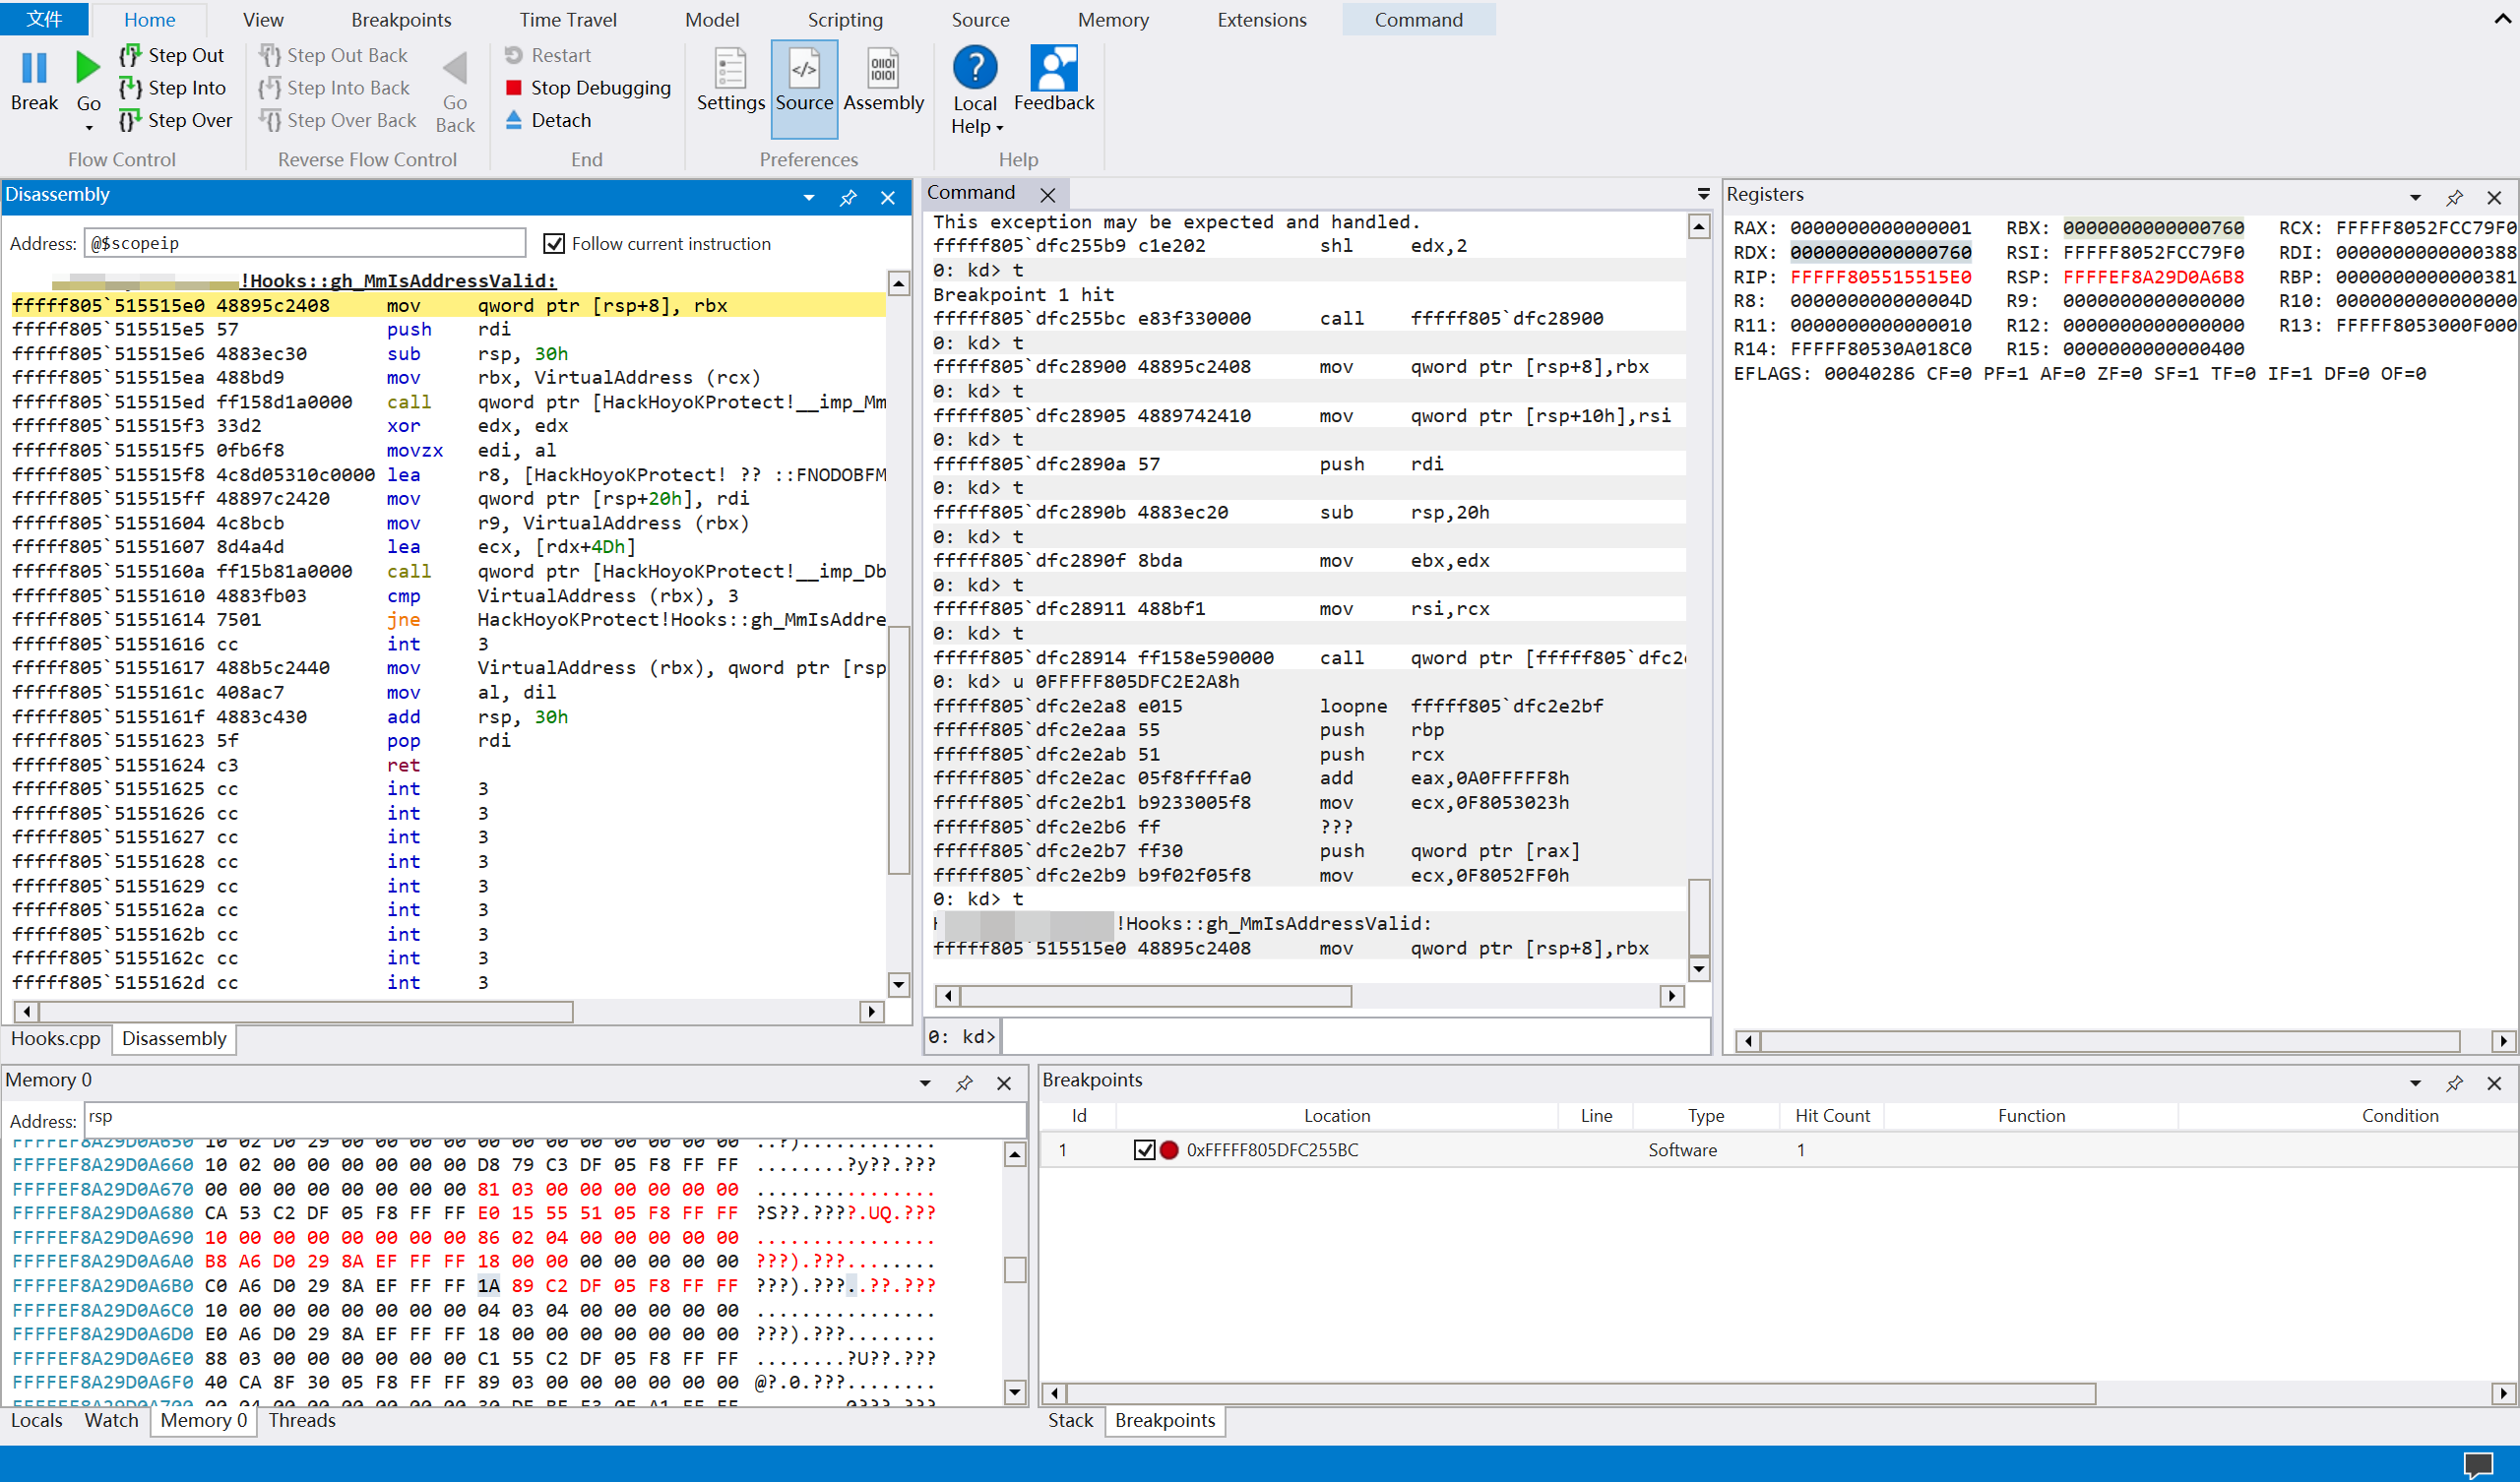 文件 Home View Breakpoints Time Travel Model Scripting Source Memory Extensions Command
Break
Go
Step Out
Step Into
Step Over
Flow Control
Step Out Back
Step Into Back
Step Over Back
Go Back
Reverse Flow Control
Restart
Stop Debugging
Detach
End
Settings
Source
Assembly
Preferences
Local Help
Feedback
Help
Disassembly
Address: @$scopeip Follow current instruction
!Hooks::gh_MmIsAddressValid:
fffff805`515515e0 48895c2408 mov qword ptr [rsp+8], rbx
fffff805`515515e5 57 push rdi
fffff805`515515e6 4883ec30 sub rsp, 30h
fffff805`515515ea 488bd9 mov rbx, VirtualAddress (rcx)
fffff805`515515ed ff158d1a0000 call qword ptr [HackHoyoKProtect!__imp_Mm
fffff805`515515f3 33d2 xor edx, edx
fffff805`515515f5 0fb6f8 movzx edi, al
fffff805`515515f8 4c8d05310c0000 lea r8, [HackHoyoKProtect! ?? ::FNODOBFM
fffff805`515515ff 48897c2420 mov qword ptr [rsp+20h], rdi
fffff805`51551604 4c8bcb mov r9, VirtualAddress (rbx)
fffff805`51551607 8d4a4d lea ecx, [rdx+4Dh]
fffff805`5155160a ff15b81a0000 call qword ptr [HackHoyoKProtect!__imp_Db
fffff805`51551610 4883fb03 cmp VirtualAddress (rbx), 3
fffff805`51551614 7501 jne HackHoyoKProtect!Hooks::gh_MmIsAddre
fffff805`51551616 cc int 3
fffff805`51551617 488b5c2440 mov VirtualAddress (rbx), qword ptr [rsp
fffff805`5155161c 408ac7 mov al, dil
fffff805`5155161f 4883c430 add rsp, 30h
fffff805`51551623 5f pop rdi
fffff805`51551624 c3 ret
fffff805`51551625 cc int 3
fffff805`51551626 cc int 3
fffff805`51551627 cc int 3
fffff805`51551628 cc int 3
fffff805`51551629 cc int 3
fffff805`5155162a cc int 3
fffff805`5155162b cc int 3
fffff805`5155162c cc int 3
fffff805`5155162d cc int 3
Hooks.cpp Disassembly
Command
This exception may be expected and handled.
fffff805`dfc255b9 c1e202 shl edx,2
0: kd> t
Breakpoint 1 hit
fffff805`dfc255bc e83f330000 call fffff805`dfc28900
0: kd> t
fffff805`dfc28900 48895c2408 mov qword ptr [rsp+8],rbx
0: kd> t
fffff805`dfc28905 4889742410 mov qword ptr [rsp+10h],rsi
0: kd> t
fffff805`dfc2890a 57 push rdi
0: kd> t
fffff805`dfc2890b 4883ec20 sub rsp,20h
0: kd> t
fffff805`dfc2890f 8bda mov ebx,edx
0: kd> t
fffff805`dfc28911 488bf1 mov rsi,rcx
0: kd> t
fffff805`dfc28914 ff158e590000 call qword ptr [fffff805`dfc2
0: kd> u 0FFFFF805DFC2E2A8h
fffff805`dfc2e2a8 e015 loopne fffff805`dfc2e2bf
fffff805`dfc2e2aa 55 push rbp
fffff805`dfc2e2ab 51 push rcx
fffff805`dfc2e2ac 05f8ffffa0 add eax,0A0FFFFF8h
fffff805`dfc2e2b1 b9233005f8 mov ecx,0F8053023h
fffff805`dfc2e2b6 ff ???
fffff805`dfc2e2b7 ff30 push qword ptr [rax]
fffff805`dfc2e2b9 b9f02f05f8 mov ecx,0F8052FF0h
0: kd> t
!Hooks::gh_MmIsAddressValid:
fffff805`515515e0 48895c2408 mov qword ptr [rsp+8],rbx
0: kd>
Registers
RAX: 0000000000000001 RBX: 0000000000000760 RCX: FFFFF8052FCC79F0
RDX: 0000000000000760 RSI: FFFFF8052FCC79F0 RDI: 0000000000000388
RIP: FFFFF805515515E0 RSP: FFFFEF8A29D0A6B8 RBP: 0000000000000381
R8: 000000000000004D R9: 0000000000000000 R10: 0000000000000000
R11: 0000000000000010 R12: 0000000000000000 R13: FFFFF8053000F000
R14: FFFFF80530A018C0 R15: 0000000000000400
EFLAGS: 00040286 CF=0 PF=1 AF=0 ZF=0 SF=1 TF=0 IF=1 DF=0 OF=0
Memory 0
Address: rsp
FFFFEF8A29D0A650 10 02 D0 29 00 00 00 00 00 00 00 00 00 00 00 00 ..?)............
FFFFEF8A29D0A660 10 02 00 00 00 00 00 00 D8 79 C3 DF 05 F8 FF FF ........?y??.???
FFFFEF8A29D0A670 00 00 00 00 00 00 00 00 81 03 00 00 00 00 00 00 ................
FFFFEF8A29D0A680 CA 53 C2 DF 05 F8 FF FF E0 15 55 51 05 F8 FF FF ?S??.????.UQ.???
FFFFEF8A29D0A690 10 00 00 00 00 00 00 00 86 02 04 00 00 00 00 00 ................
FFFFEF8A29D0A6A0 B8 A6 D0 29 8A EF FF FF 18 00 00 00 00 00 00 00 ???).???........
FFFFEF8A29D0A6B0 C0 A6 D0 29 8A EF FF FF 1A 89 C2 DF 05 F8 FF FF ???).???..??.???
FFFFEF8A29D0A6C0 10 00 00 00 00 00 00 00 04 03 04 00 00 00 00 00 ................
FFFFEF8A29D0A6D0 E0 A6 D0 29 8A EF FF FF 18 00 00 00 00 00 00 00 ???).???........
FFFFEF8A29D0A6E0 88 03 00 00 00 00 00 00 C1 55 C2 DF 05 F8 FF FF ........?U??.???
FFFFEF8A29D0A6F0 40 CA 8F 30 05 F8 FF FF 89 03 00 00 00 00 00 00 @?.0.???........
Locals Watch Memory 0 Threads
Breakpoints
Id Location Line Type Hit Count Function Condition
1 0xFFFFF805DFC255BC Software 1
Stack Breakpoints